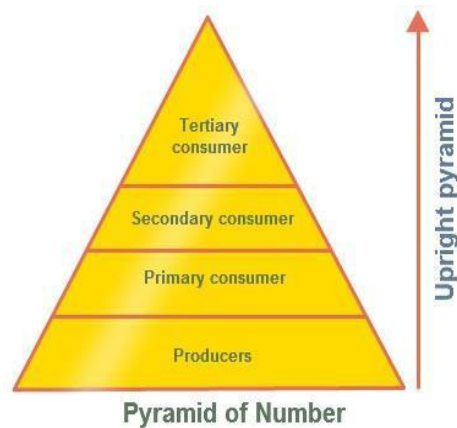 Tertiary
consumer
Secondary consumer
Primary consumer
Producers
Upright pyramid
Pyramid of Number